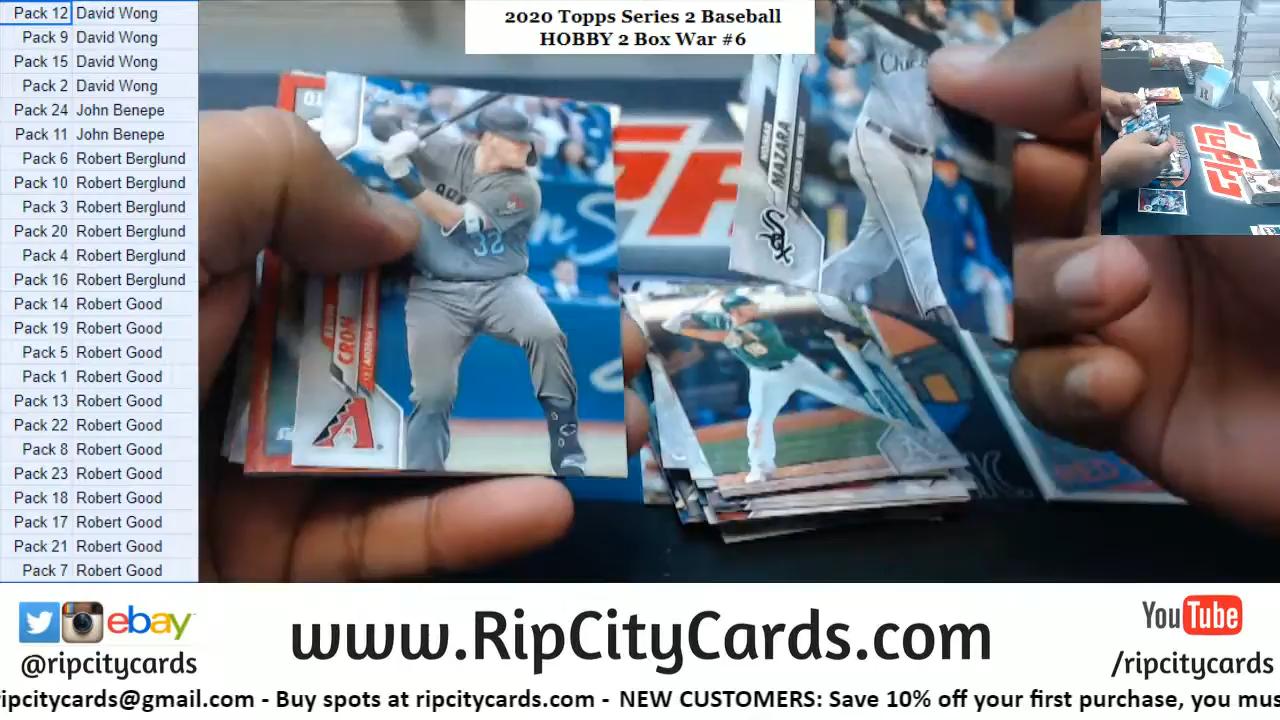 Pack 12 David Wong
Pack 9 David Wong
Pack 15 David Wong
Pack 2 David Wong
Pack 24 John Benepe
Pack 11 John Benepe
Pack 6 Robert Berglund
Pack 10 Robert Berglund
Pack 3 Robert Berglund
Pack 20 Robert Berglund
Pack 4 Robert Berglund
Pack 16 Robert Berglund
Pack 14 Robert Good
Pack 19 Robert Good
Pack 5 Robert Good
Pack 1 Robert Good
Pack 13 Robert Good
Pack 22 Robert Good
Pack 8 Robert Good
Pack 23 Robert Good
Pack 18 Robert Good
Pack 17 Robert Good
Pack 21 Robert Good
Pack 7 Robert Good
2020 Topps Series 2 Baseball
HOBBY 2 Box War #6
MAZARA
Sox
32
KEVIN
CRON
Topps
ebay
@ripcitycards
www.RipCityCards.com
YouTube
/ripcitycards
ripcitycards@gmail.com - Buy spots at ripcitycards.com - NEW CUSTOMERS: Save 10% off your first purchase, you mus